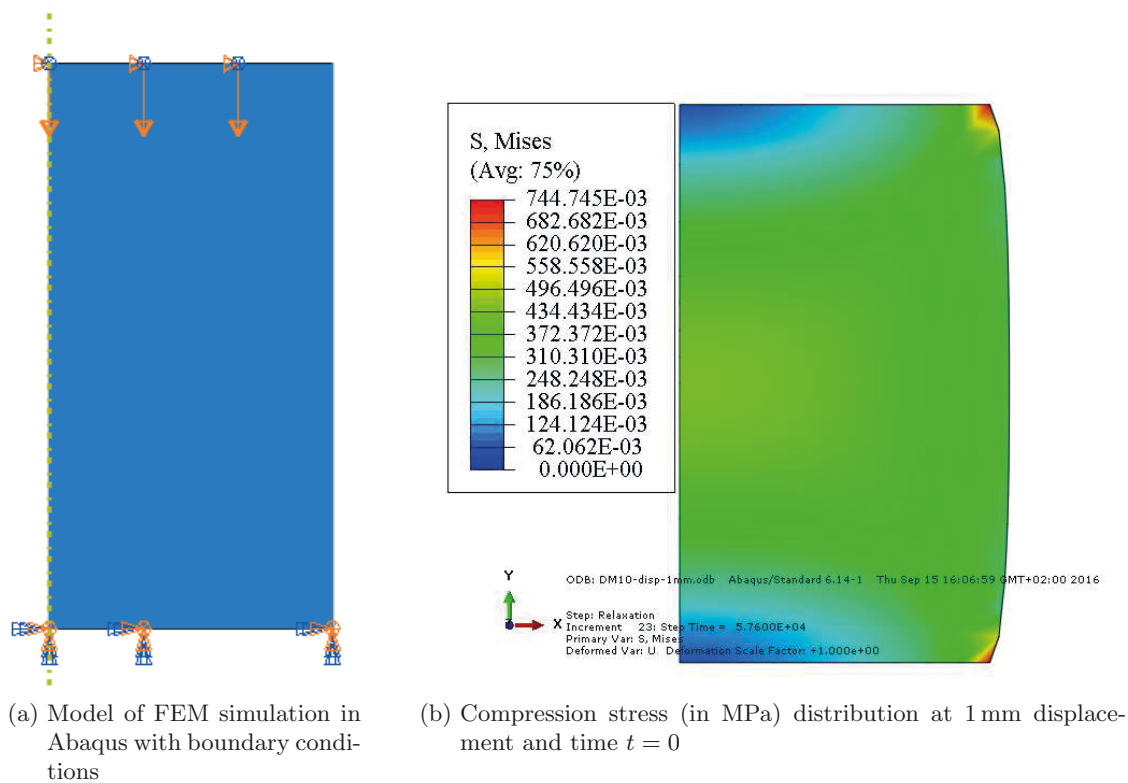 S, Mises
(Avg: 75%)
744.745E-03
682.682E-03
620.620E-03
558.558E-03
496.496E-03
434.434E-03
372.372E-03
310.310E-03
248.248E-03
186.186E-03
124.124E-03
62.062E-03
0.000E+00
Y
X
ODB: DM10-disp-1mm.odb Abaqus/Standard 6.14-1 Thu Sep 15 16:06:59 GMT+02:00 2016
Step: Relaxation
Increment 23: Step Time = 5.7600E+04
Primary Var: S, Mises
Deformed Var: U Deformation Scale Factor: +1.000e+00
(a) Model of FEM simulation in
Abaqus with boundary condi-
tions
(b) Compression stress (in MPa) distribution at 1 mm displace-
ment and time t = 0